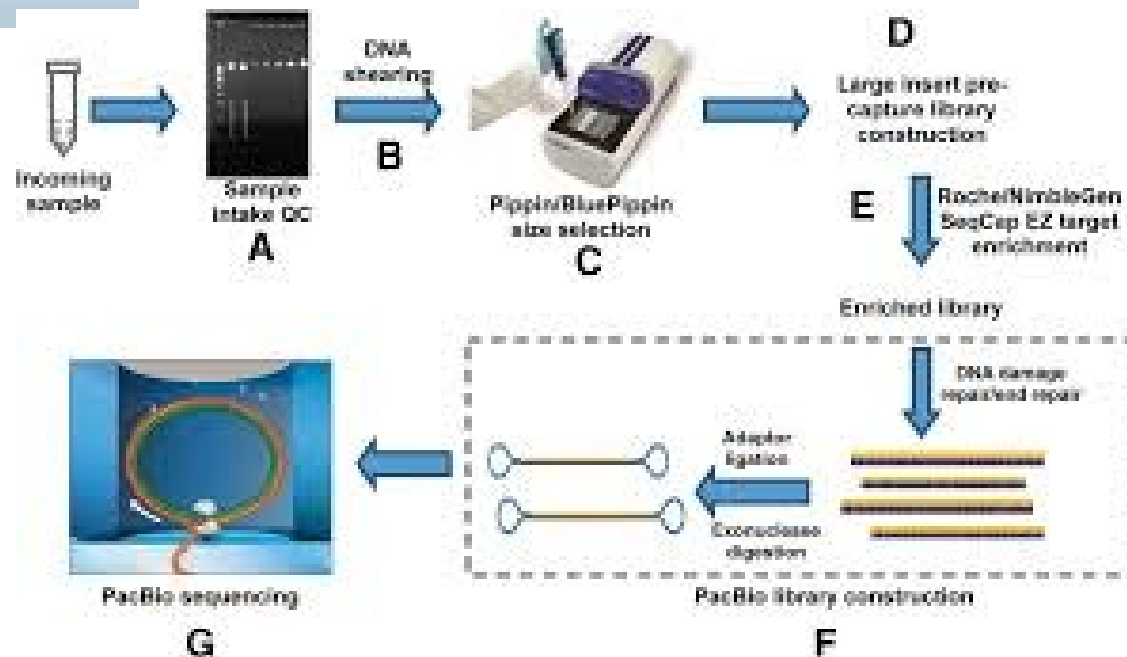 Incoming
sample
Sample
intake QC
A
DNA
shearing
B
Pippin/BluePippin
size selection
C
D
Large insert pre-
capture library
construction
E
Roche/NimbleGen
SeqCap EZ target
enrichment
Enriched library
DNA damage
repair/end repair
Adaptor
ligation
Exonuclease
digestion
PacBio library construction
F
PacBio sequencing
G